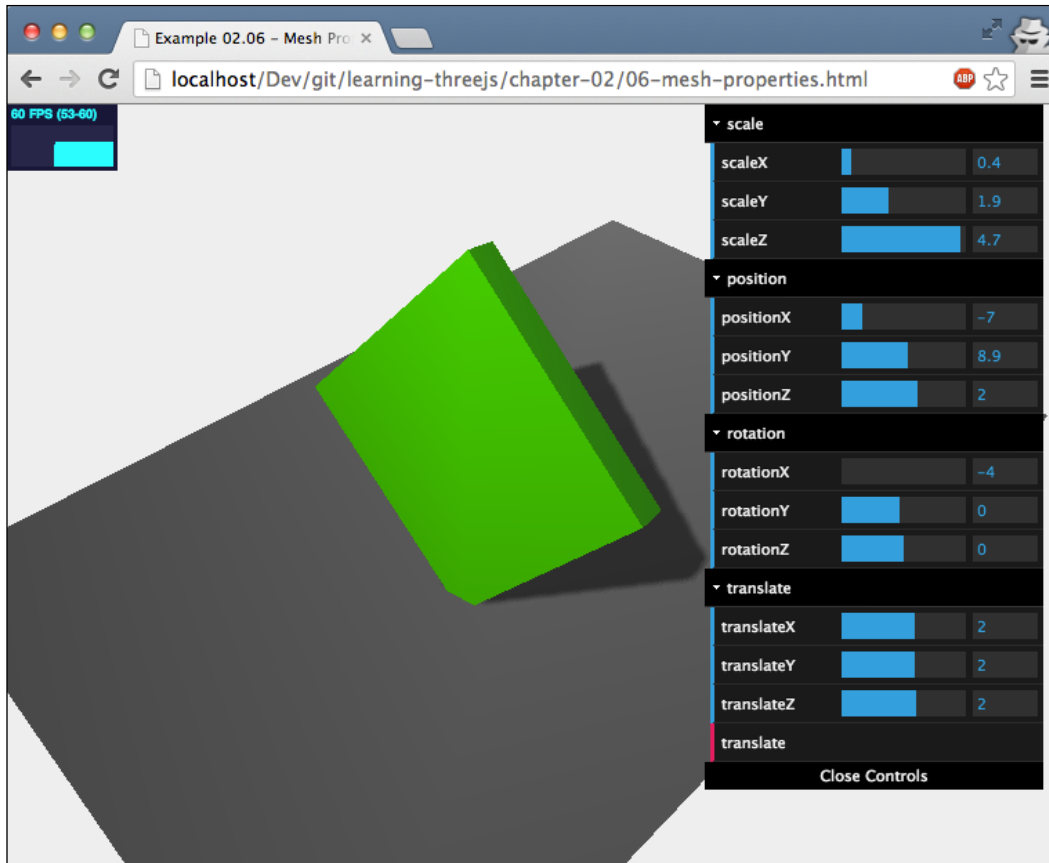 Example 02.06 – Mesh Pro
localhost/Dev/git/learning-threejs/chapter-02/06-mesh-properties.html
ABP
60 FPS (53-60)
scale
scaleX 0.4
scaleY 1.9
scaleZ 4.7
position
positionX −7
positionY 8.9
positionZ 2
rotation
rotationX −4
rotationY 0
rotationZ 0
translate
translateX 2
translateY 2
translateZ 2
translate
Close Controls